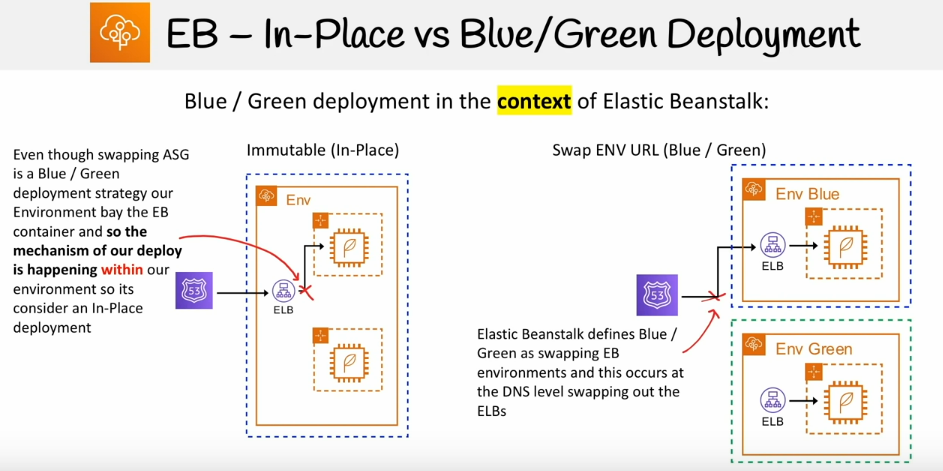 EB – In-Place vs Blue/Green Deployment
Blue / Green deployment in the context of Elastic Beanstalk:
Even though swapping ASG
is a Blue / Green
deployment strategy our
Environment bay the EB
container and so the
mechanism of our deploy
is happening within our
environment so its
consider an In-Place
deployment
Immutable (In-Place)
Env
53
ELB
Swap ENV URL (Blue / Green)
Env Blue
ELB
53
Elastic Beanstalk defines Blue /
Green as swapping EB
environments and this occurs at
the DNS level swapping out the
ELBs
Env Green
ELB